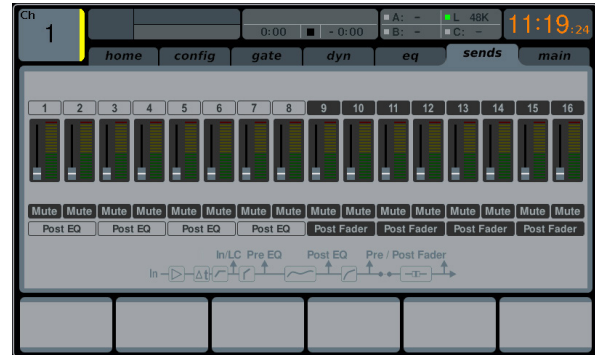 Ch
1
0:00 - 0:00
A: - L 48K
B: - C: -
11:19:24
home config gate dyn eq sends main
1 2 3 4 5 6 7 8 9 10 11 12 13 14 15 16
Mute Mute Mute Mute Mute Mute Mute Mute Mute Mute Mute Mute Mute Mute Mute Mute
Post EQ Post EQ Post EQ Post EQ Post Fader Post Fader Post Fader Post Fader
In/LC Pre EQ Post EQ Pre / Post Fader
In Δt